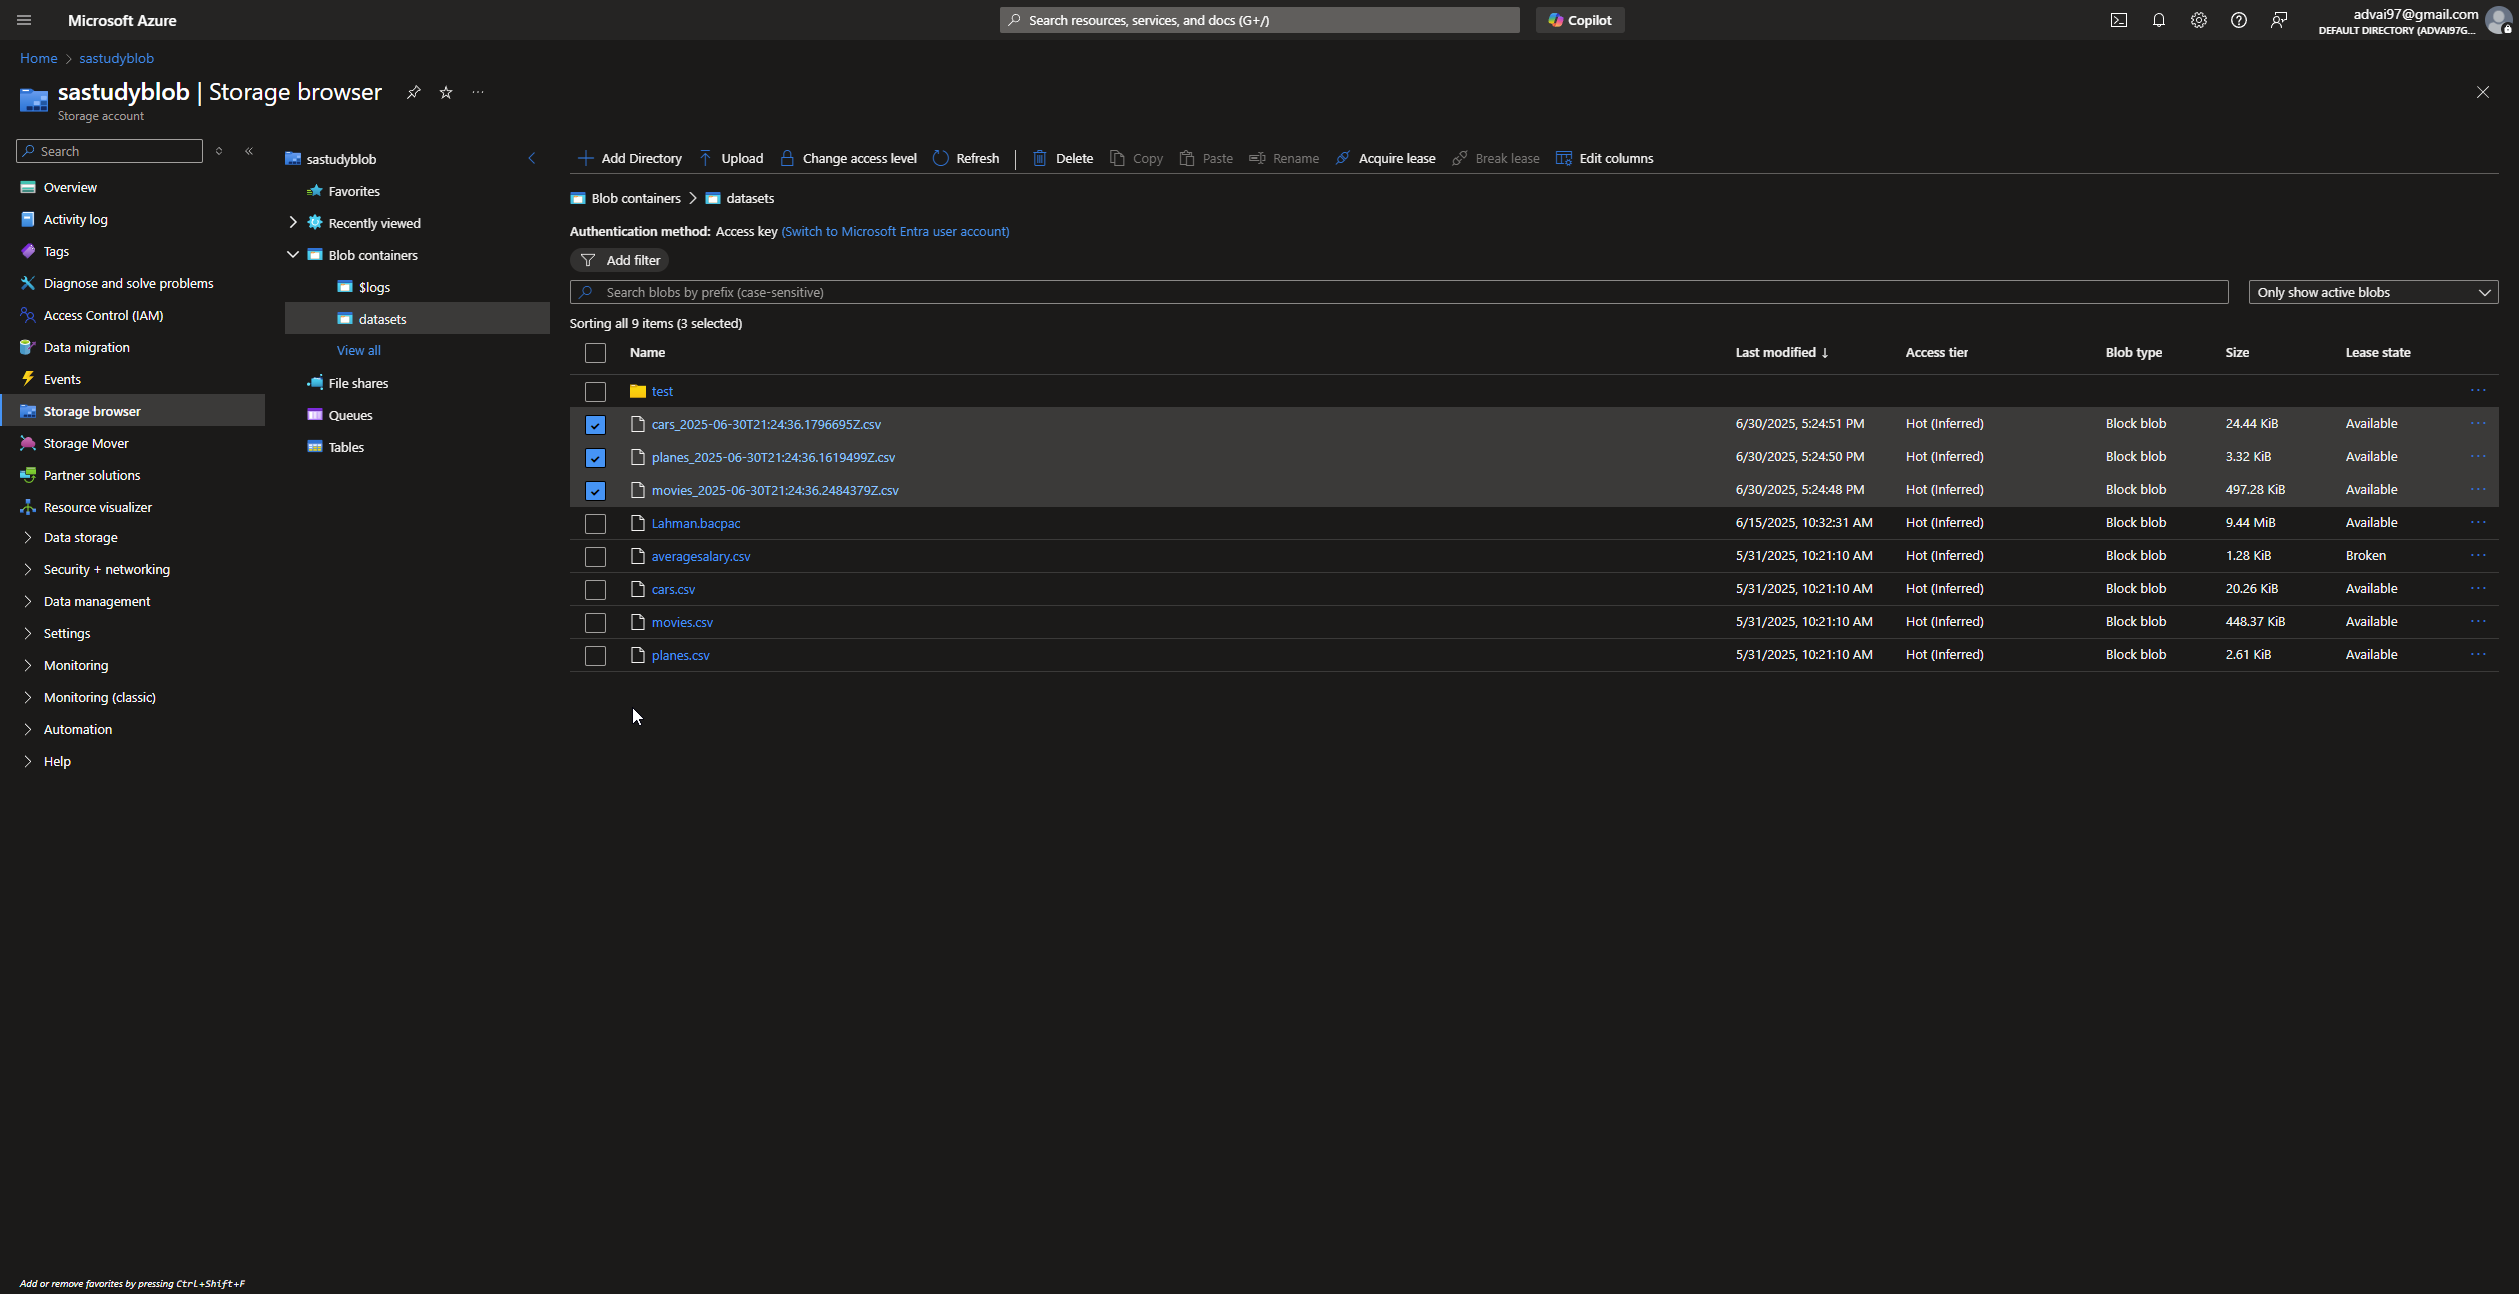 Microsoft Azure
Search resources, services, and docs (G+/)
Copilot
advai97@gmail.com
DEFAULT DIRECTORY (ADVAI97G...
Home > sastudyblob
sastudyblob | Storage browser
Storage account
Search
Overview
Activity log
Tags
Diagnose and solve problems
Access Control (IAM)
Data migration
Events
Storage browser
Storage Mover
Partner solutions
Resource visualizer
Data storage
Security + networking
Data management
Settings
Monitoring
Monitoring (classic)
Automation
Help
sastudyblob
Favorites
Recently viewed
Blob containers
$logs
datasets
View all
File shares
Queues
Tables
Add Directory Upload Change access level Refresh Delete Copy Paste Rename Acquire lease Break lease Edit columns
Blob containers > datasets
Authentication method: Access key (Switch to Microsoft Entra user account)
Add filter
Search blobs by prefix (case-sensitive) Only show active blobs
Sorting all 9 items (3 selected)
Name Last modified ↓ Access tier Blob type Size Lease state
test
cars_2025-06-30T21:24:36.1796695Z.csv 6/30/2025, 5:24:51 PM Hot (Inferred) Block blob 24.44 KiB Available
planes_2025-06-30T21:24:36.1619499Z.csv 6/30/2025, 5:24:50 PM Hot (Inferred) Block blob 3.32 KiB Available
movies_2025-06-30T21:24:36.2484379Z.csv 6/30/2025, 5:24:48 PM Hot (Inferred) Block blob 497.28 KiB Available
Lahman.bacpac 6/15/2025, 10:32:31 AM Hot (Inferred) Block blob 9.44 MiB Available
averagesalary.csv 5/31/2025, 10:21:10 AM Hot (Inferred) Block blob 1.28 KiB Broken
cars.csv 5/31/2025, 10:21:10 AM Hot (Inferred) Block blob 20.26 KiB Available
movies.csv 5/31/2025, 10:21:10 AM Hot (Inferred) Block blob 448.37 KiB Available
planes.csv 5/31/2025, 10:21:10 AM Hot (Inferred) Block blob 2.61 KiB Available
Add or remove favorites by pressing Ctrl+Shift+F